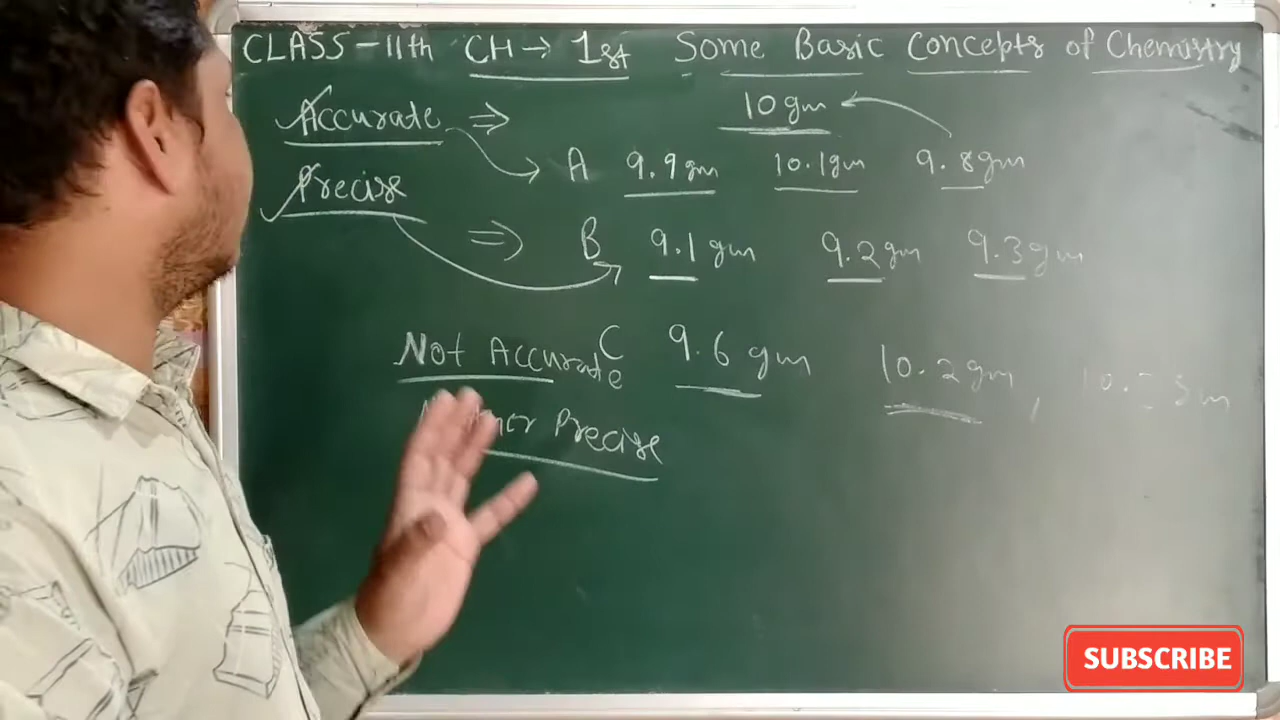 CLASS - 11th CH → 1st Some Basic Concepts of Chemistry
Accurate ⇒ 10 gm
A 9.9 gm 10.1 gm 9.8 gm
Precise
⇒ B 9.1 gm 9.2 gm 9.3 gm
Not Accurate C 9.6 gm 10.2 gm,
Precise
SUBSCRIBE